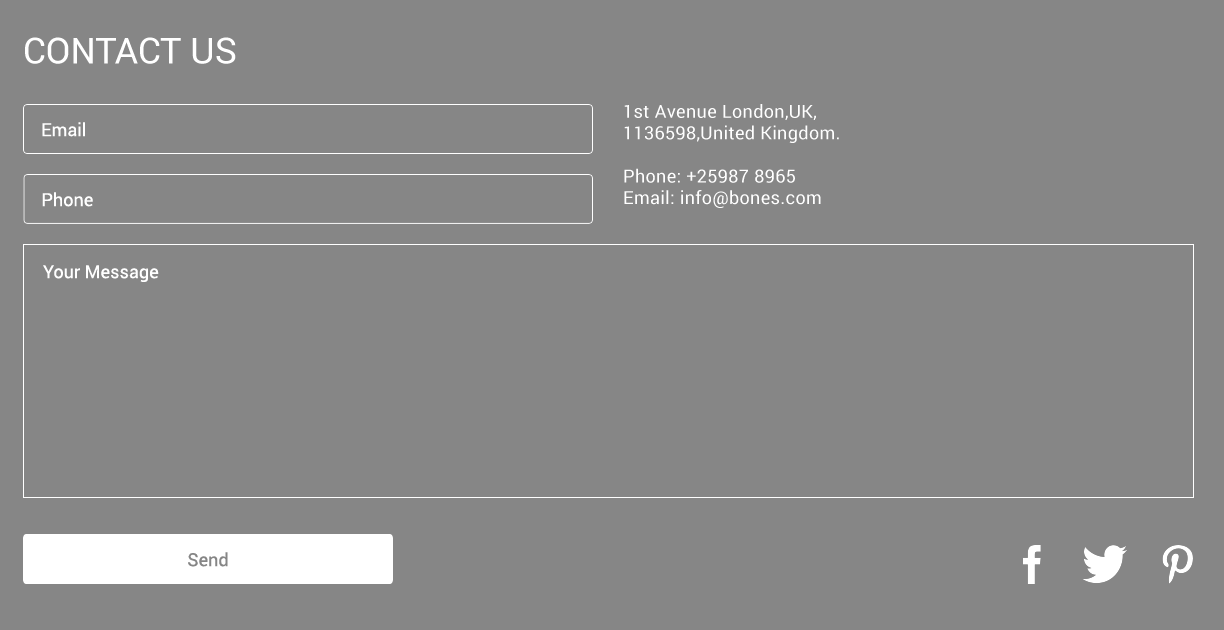 CONTACT US
Email
1st Avenue London,UK,
1136598,United Kingdom.
Phone
Phone: +25987 8965
Email: info@bones.com
Your Message
Send